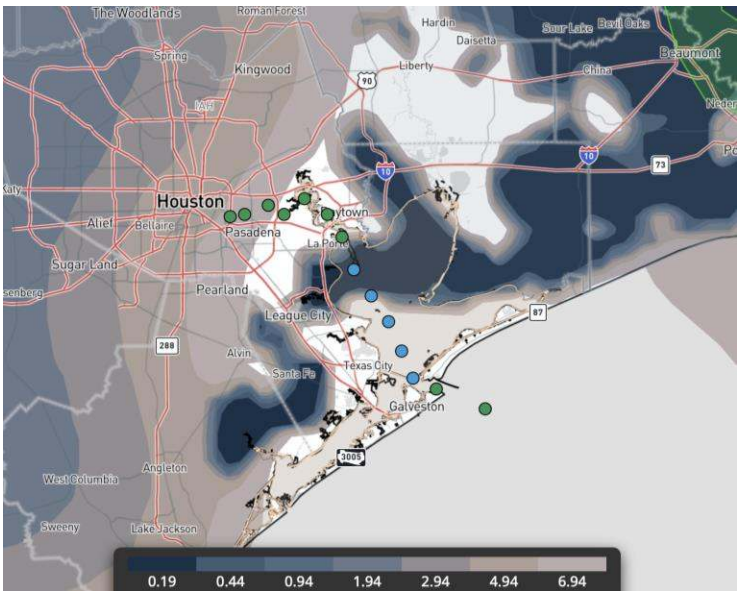 The Woodlands
Roman Forest
Hardin
Sour Lake
Bevil Oaks
Daisetta
Beaumont
Spring
Kingwood
Liberty
China
90
IAH
10
10
73
Houston
Katy
Alief
Bellaire
Pasadena
La Porte
Sugar Land
Pearland
League City
87
288
Alvin
Santa Fe
Texas City
Galveston
3005
West Columbia
Angleton
Sweeny
Lake Jackson
0.19 0.44 0.94 1.94 2.94 4.94 6.94